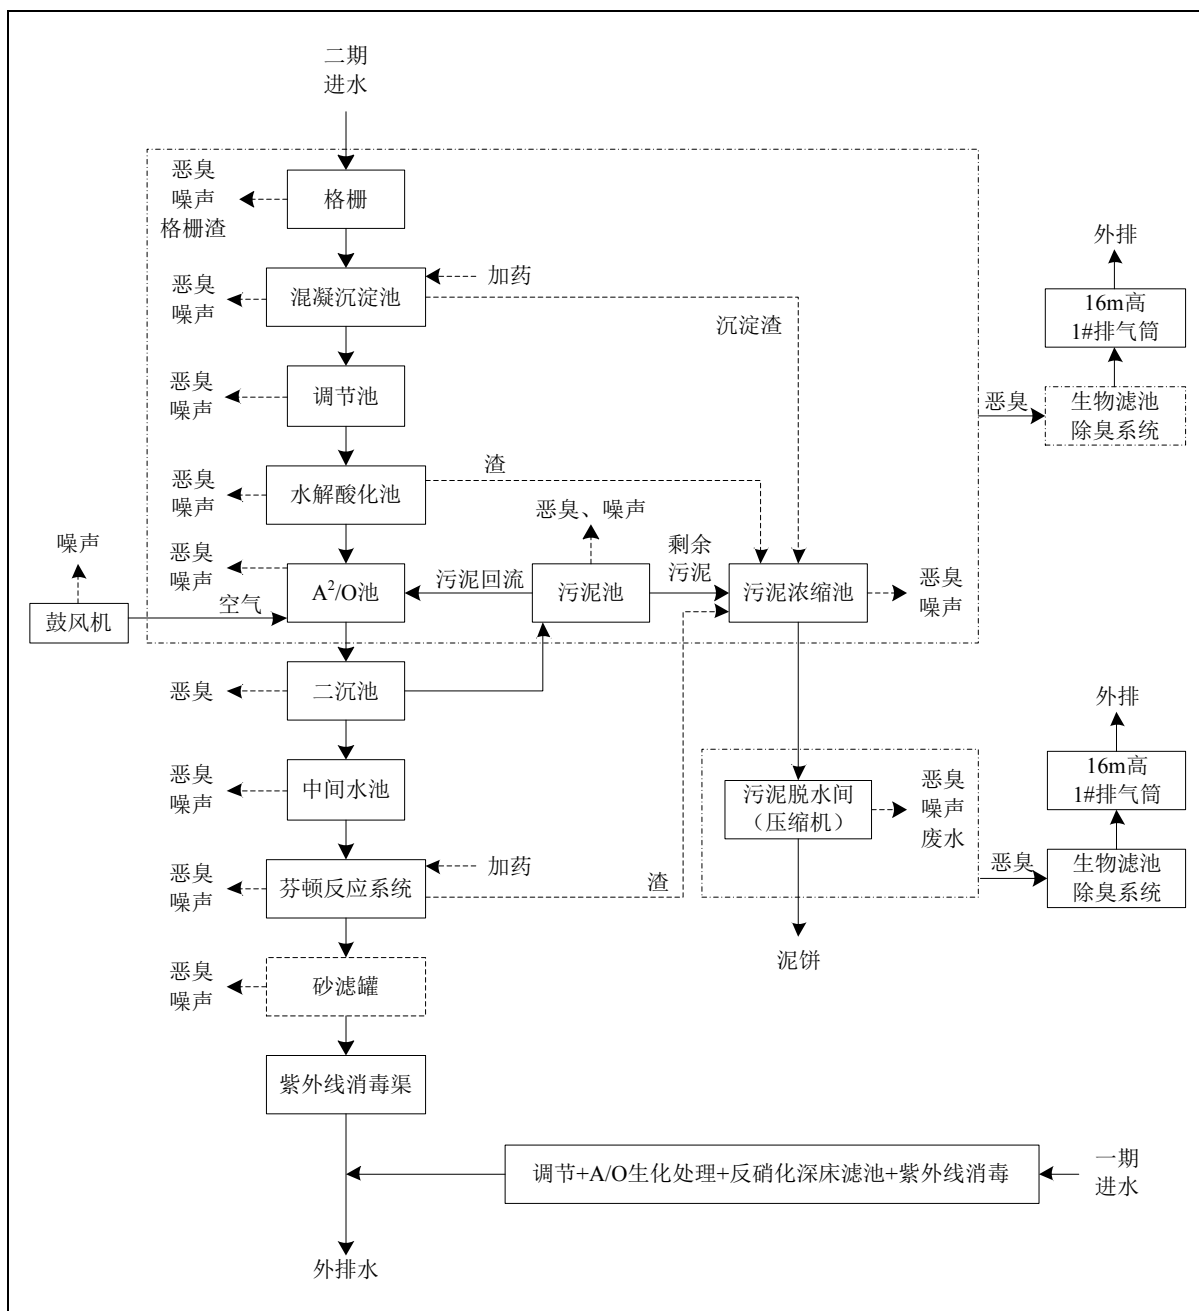 二期
进水
恶臭
噪声
格栅渣
格栅
恶臭
噪声
混凝沉淀池
加药
沉淀渣
外排
16m高
1#排气筒
恶臭
噪声
调节池
恶臭
生物滤池
除臭系统
恶臭
噪声
水解酸化池
渣
恶臭、噪声
噪声
恶臭
噪声
A²/O池
污泥回流
污泥池
剩余
污泥
污泥浓缩池
恶臭
噪声
鼓风机
空气
恶臭
二沉池
外排
16m高
1#排气筒
恶臭
噪声
中间水池
污泥脱水间
（压缩机）
恶臭
噪声
废水
恶臭
生物滤池
除臭系统
恶臭
噪声
芬顿反应系统
加药
渣
泥饼
恶臭
噪声
砂滤罐
紫外线消毒渠
调节+A/O生化处理+反硝化深床滤池+紫外线消毒
一期
进水
外排水